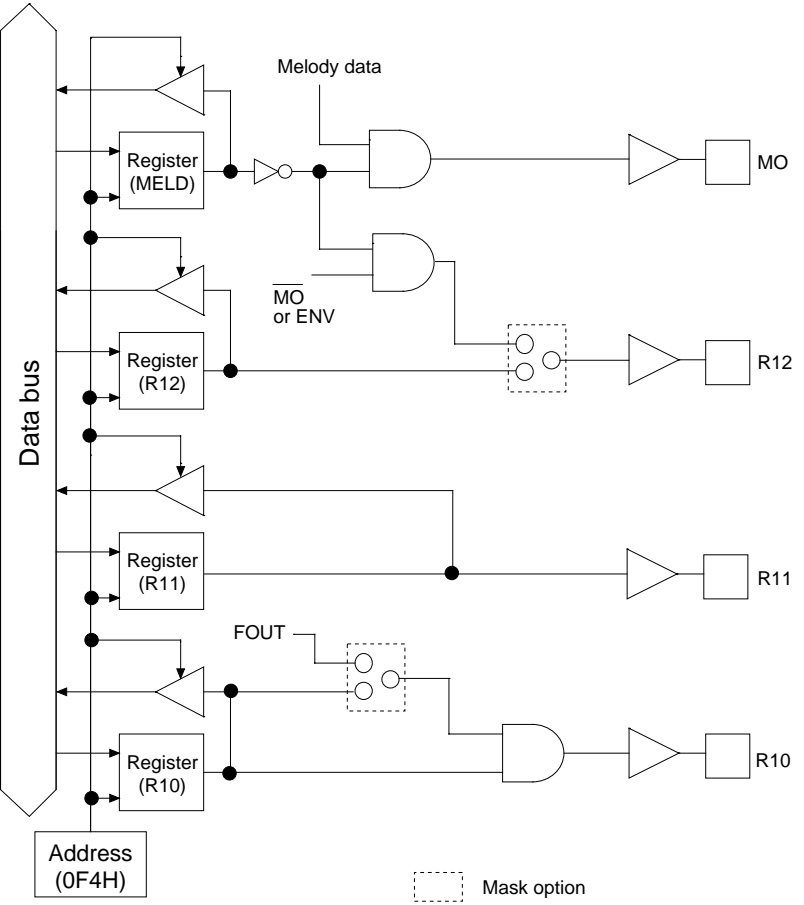 Melody data
Register
(MELD)
MO
MO
or ENV
Register
(R12)
R12
Data bus
Register
(R11)
R11
FOUT
Register
(R10)
R10
Address
(0F4H)
Mask option